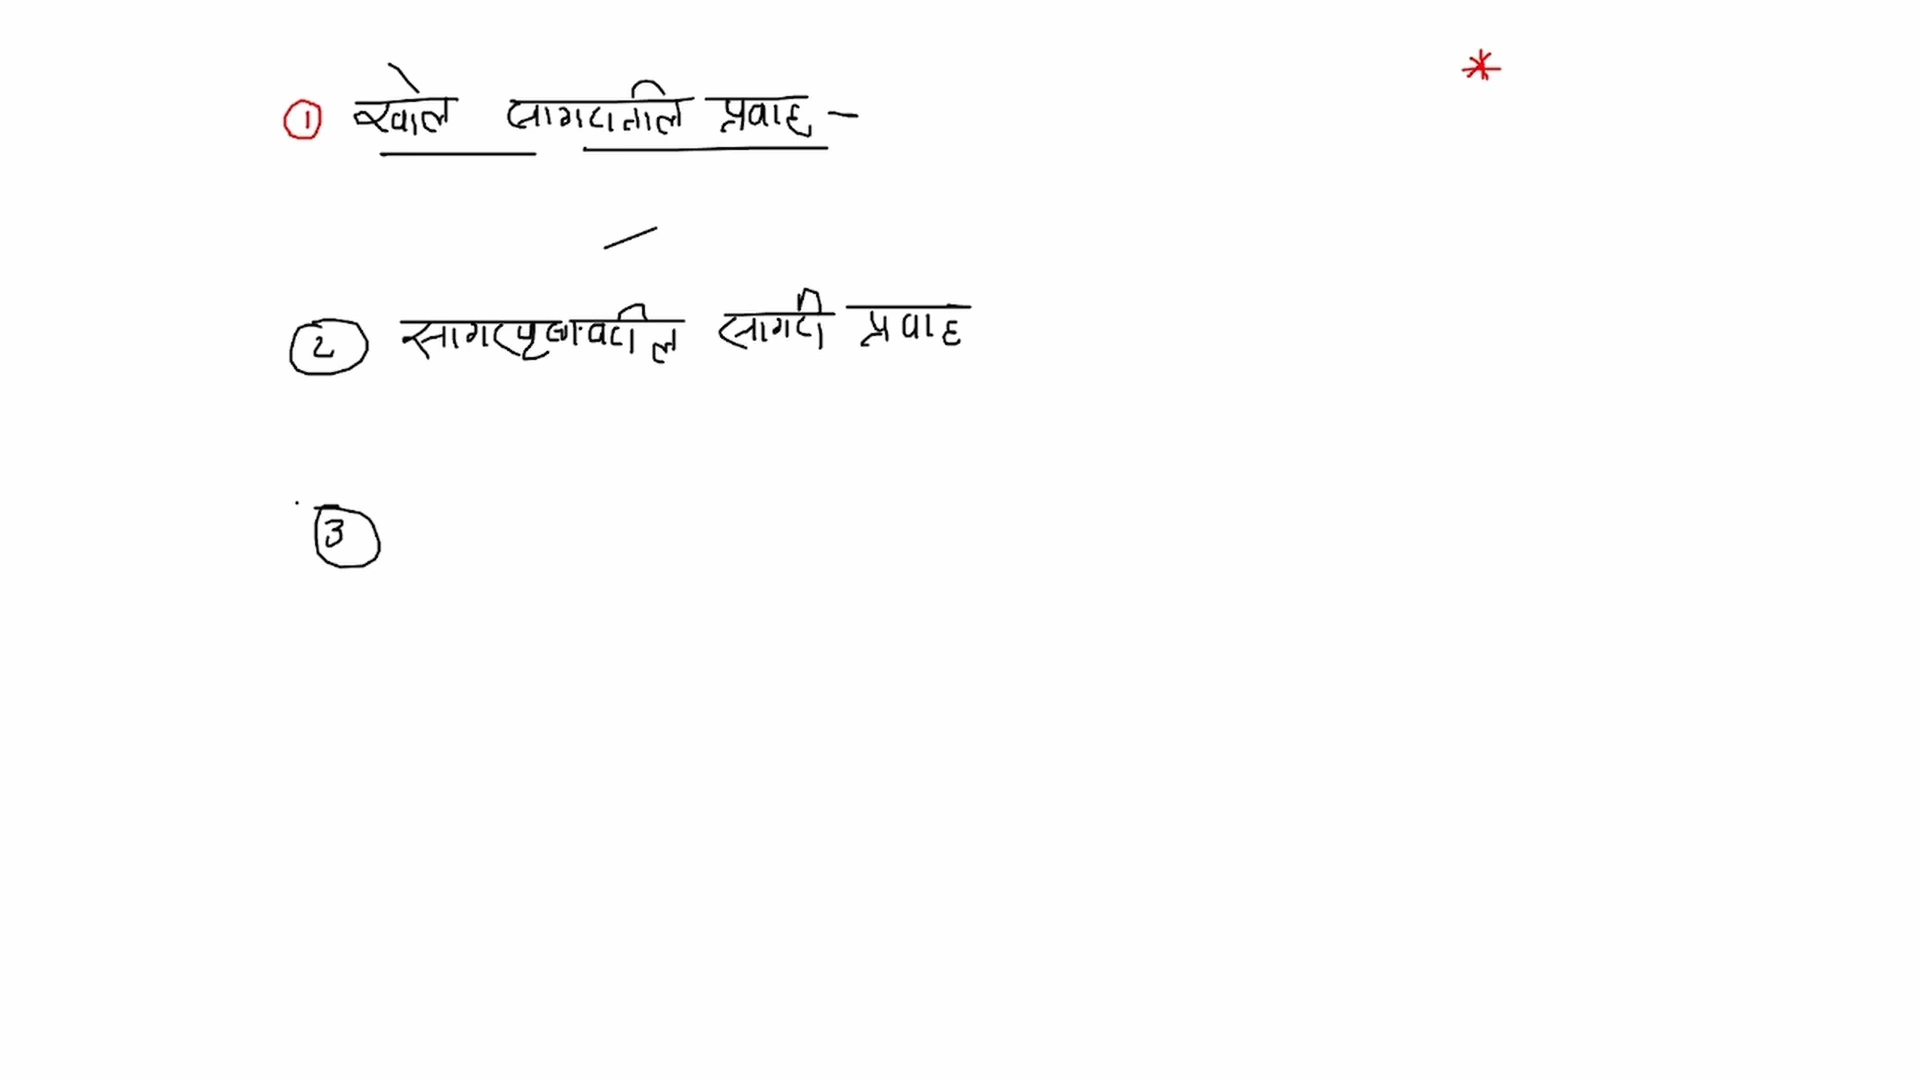 ① खोल सागरातील प्रवाह –
② सागरपृष्ठावरील सागरी प्रवाह
③